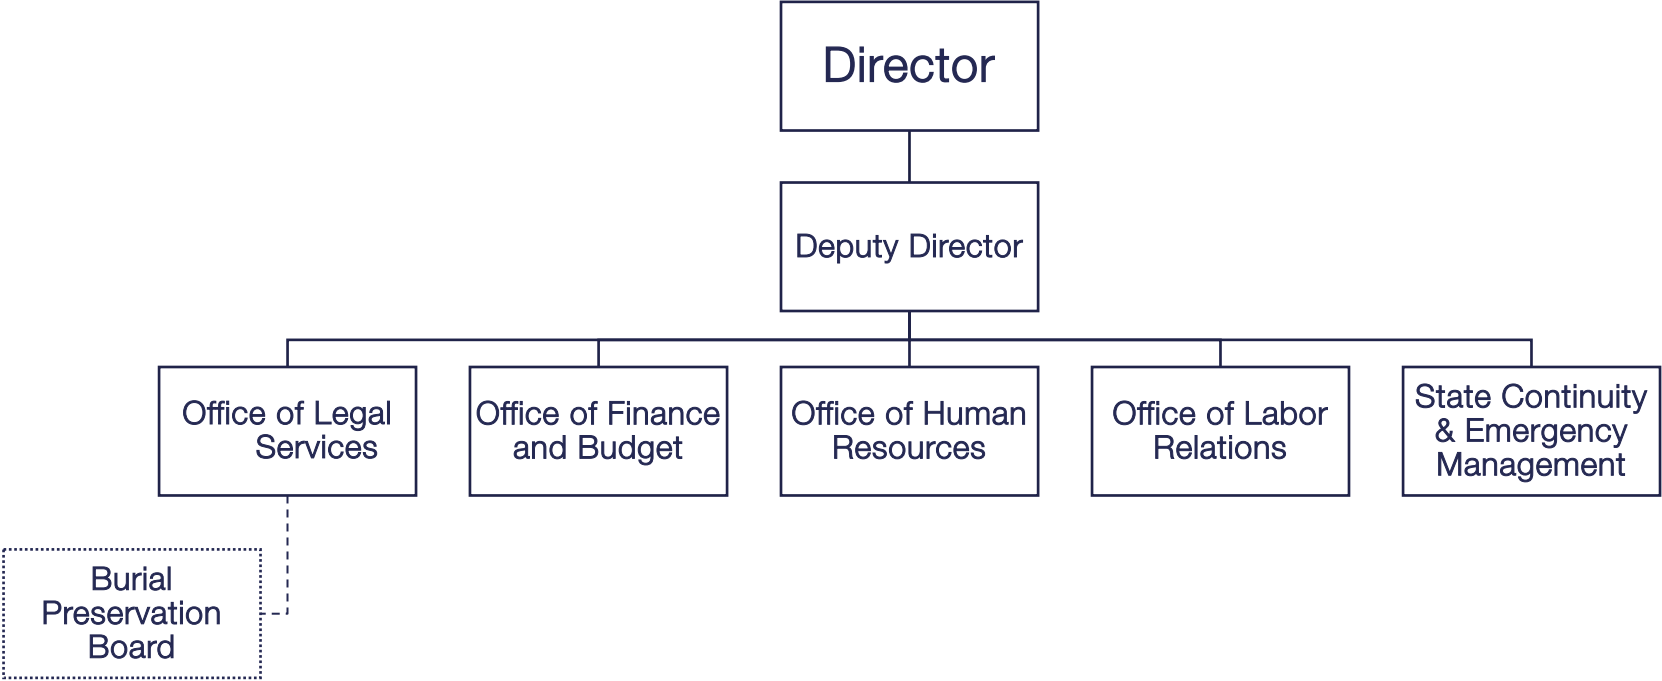 Director
Deputy Director
Office of Legal
Services
Office of Finance
and Budget
Office of Human
Resources
Office of Labor
Relations
State Continuity
& Emergency
Management
Burial
Preservation
Board